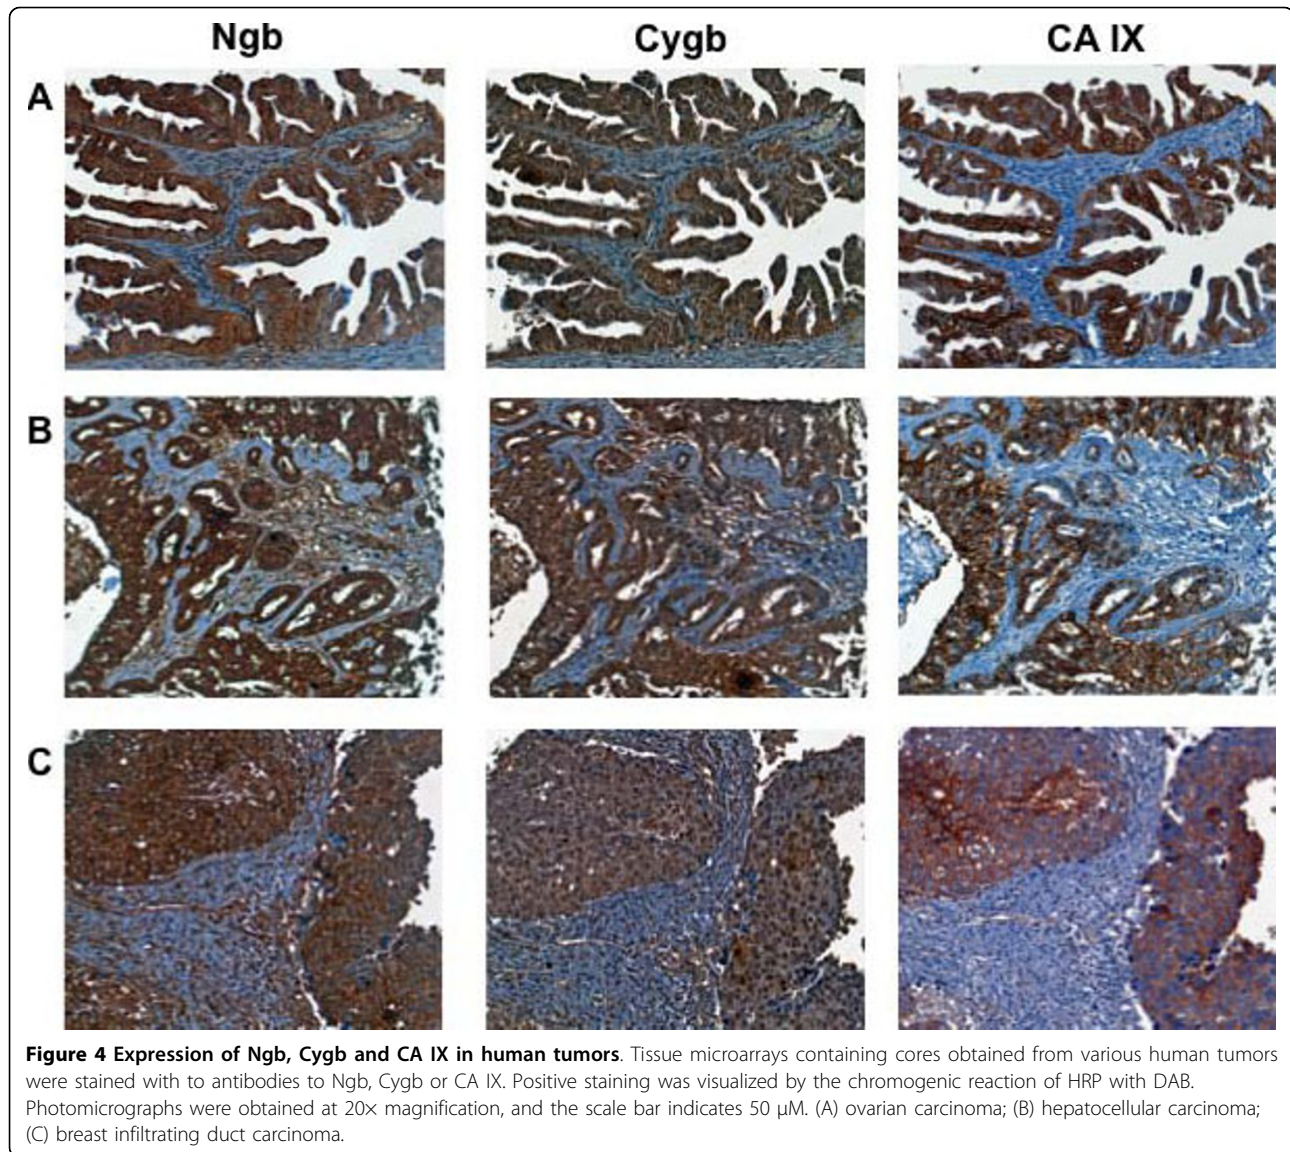 Ngb Cygb CA IX
A
B
C
Figure 4 Expression of Ngb, Cygb and CA IX in human tumors. Tissue microarrays containing cores obtained from various human tumors
were stained with to antibodies to Ngb, Cygb or CA IX. Positive staining was visualized by the chromogenic reaction of HRP with DAB.
Photomicrographs were obtained at 20× magnification, and the scale bar indicates 50 μM. (A) ovarian carcinoma; (B) hepatocellular carcinoma;
(C) breast infiltrating duct carcinoma.